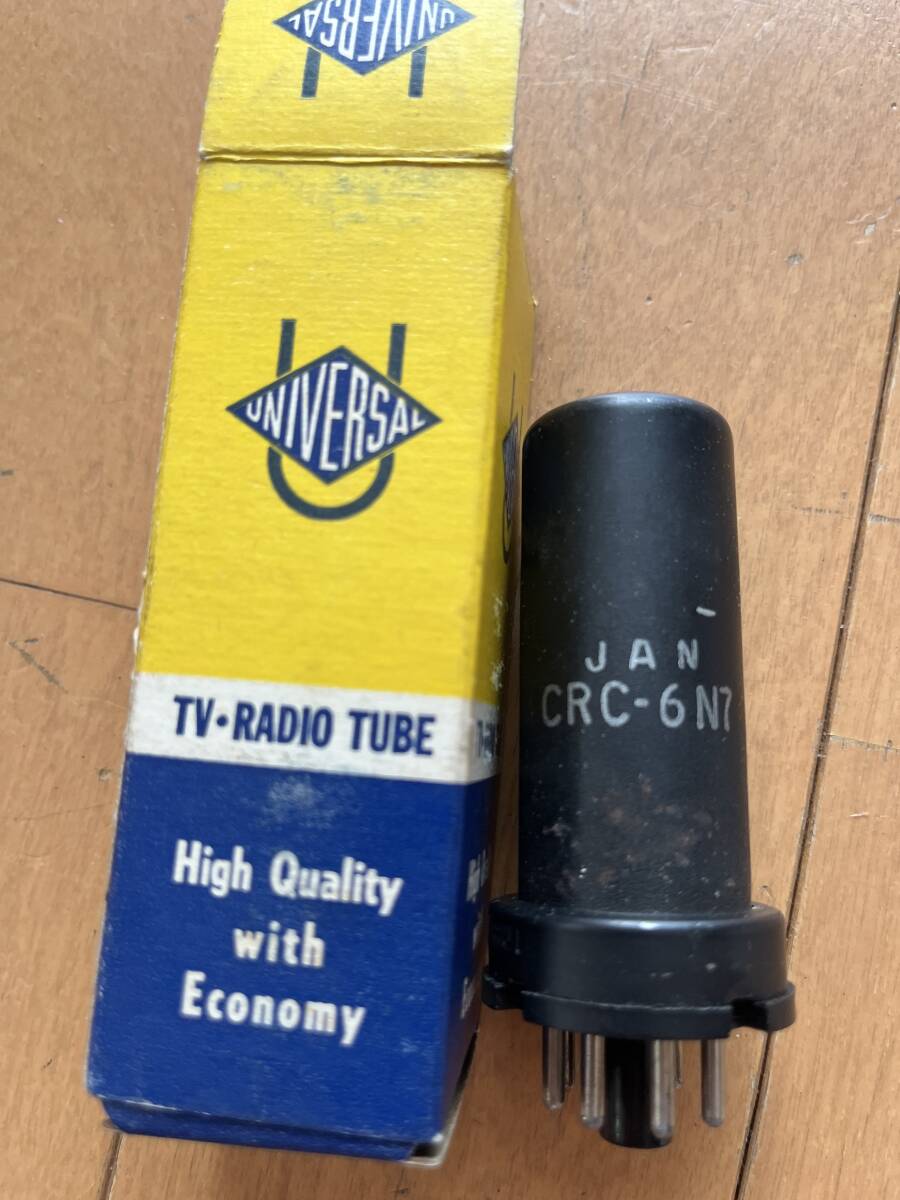 UNIVERSAL
UNIVERSAL
TV•RADIO TUBE
High Quality
with
Economy
JAN
CRC-6N7